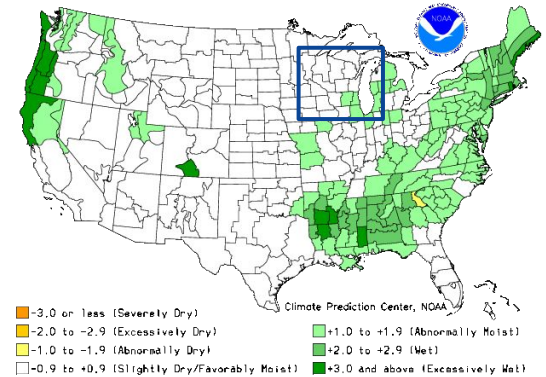 NOAA
Climate Prediction Center, NOAA
-3.0 or less (Severely Dry)
-2.0 to -2.9 (Excessively Dry)
-1.0 to -1.9 (Abnormally Dry)
-0.9 to +0.9 (Slightly Dry/Favorably Moist)
+1.0 to +1.9 (Abnormally Moist)
+2.0 to +2.9 (Wet)
+3.0 and above (Excessively Wet)